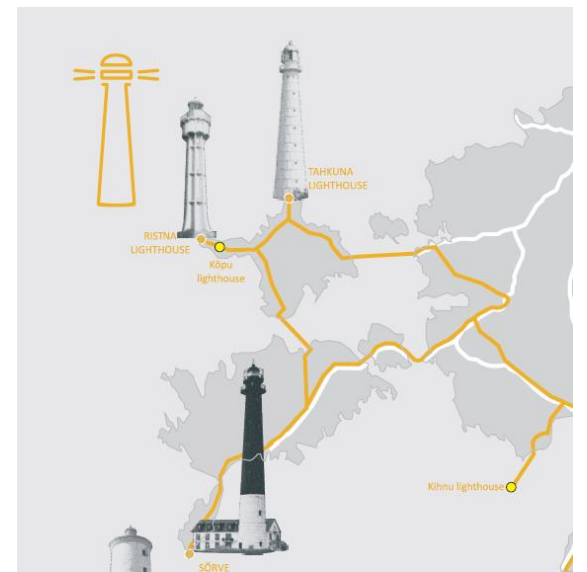 TAHKUNA
LIGHTHOUSE
RISTNA
LIGHTHOUSE
Kõpu
lighthouse
Kihnu lighthouse
SÕRVE